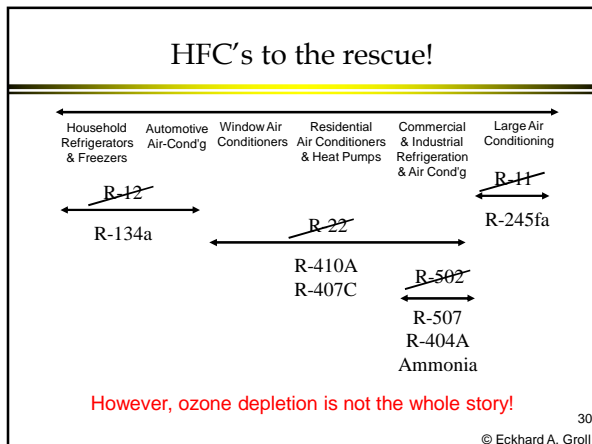 HFC's to the rescue!
Household Refrigerators & Freezers
Automotive Air-Cond'g
Window Air Conditioners
Residential Air Conditioners & Heat Pumps
Commercial & Industrial Refrigeration & Air Cond'g
Large Air Conditioning
R-12
R-11
R-134a
R-245fa
R-22
R-410A
R-407C
R-502
R-507
R-404A
Ammonia
However, ozone depletion is not the whole story!
30
© Eckhard A. Groll